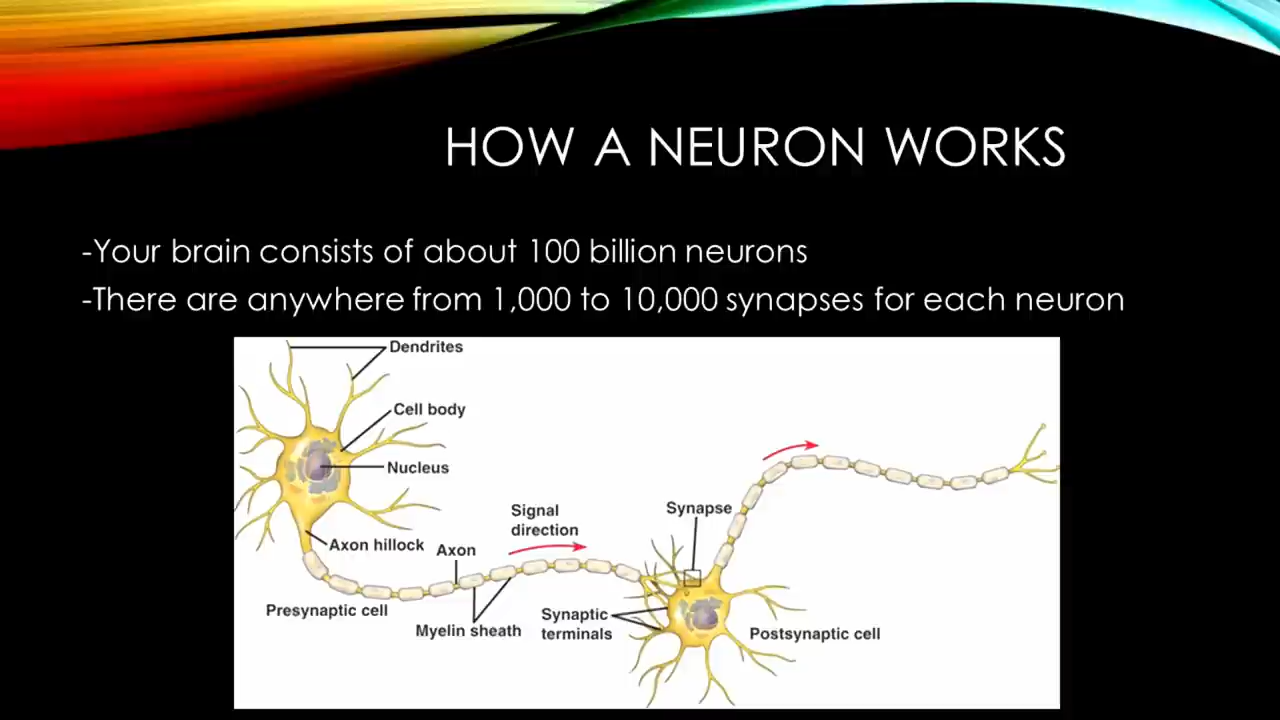 HOW A NEURON WORKS
-Your brain consists of about 100 billion neurons
-There are anywhere from 1,000 to 10,000 synapses for each neuron
Dendrites
Cell body
Nucleus
Axon hillock
Axon
Signal
direction
Synapse
Presynaptic cell
Myelin sheath
Synaptic
terminals
Postsynaptic cell